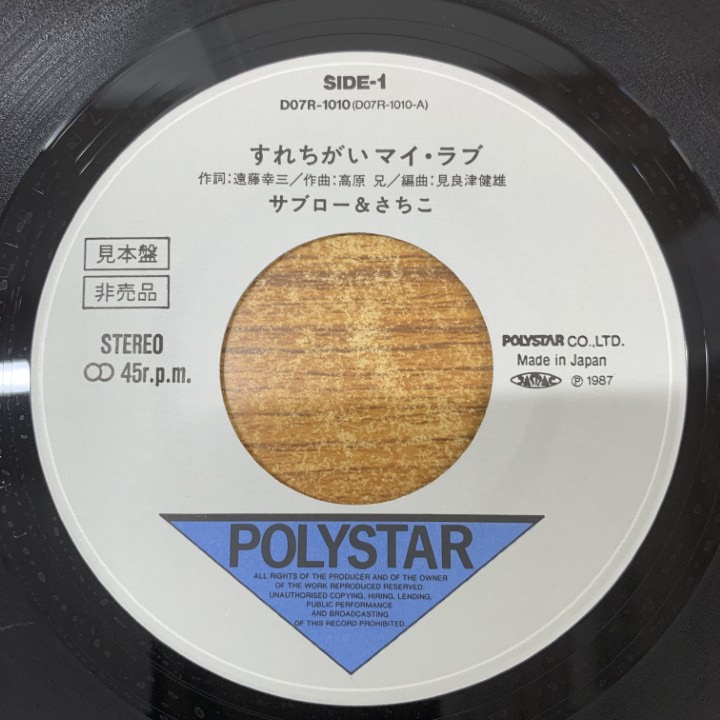 SIDE-1
D07R-1010(D07R-1010-A)
すれちがい マイ・ラブ
作詞:遠藤幸三／作曲:高原 兄／編曲:見良津健雄
サブロー&さちこ
見本盤
非売品
STEREO
45r.p.m.
POLYSTAR CO.,LTD.
Made in Japan
JASRAC Ⓟ 1987
POLYSTAR
ALL RIGHTS OF THE PRODUCER AND OF THE OWNER
OF THE WORK REPRODUCED RESERVED.
UNAUTHORISED COPYING, HIRING, LENDING,
PUBLIC PERFORMANCE
AND BROADCASTING
OF THIS RECORD PROHIBITED.